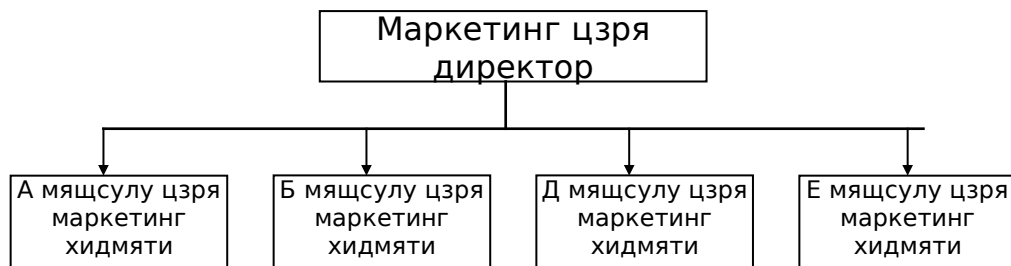 Маркетинг цзря
директор
А мящсулу цзря
маркетинг
хидмяти
Б мящсулу цзря
маркетинг
хидмяти
Д мящсулу цзря
маркетинг
хидмяти
Е мящсулу цзря
маркетинг
хидмяти